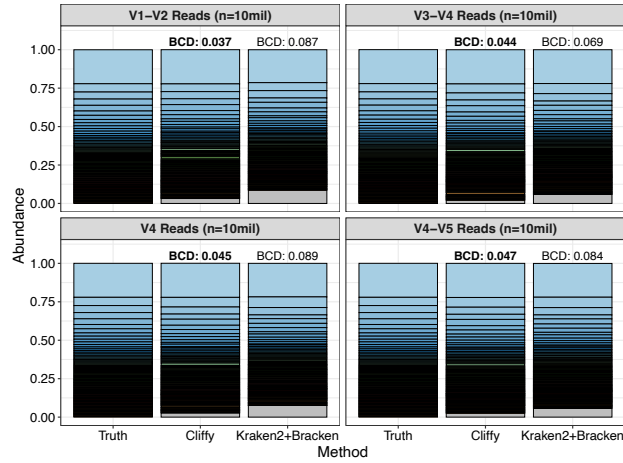 V1−V2 Reads (n=10mil)
V3−V4 Reads (n=10mil)
BCD: 0.037
BCD: 0.087
BCD: 0.044
BCD: 0.069
1.00
0.75
0.50
0.25
0.00
V4 Reads (n=10mil)
V4−V5 Reads (n=10mil)
BCD: 0.045
BCD: 0.089
BCD: 0.047
BCD: 0.084
1.00
0.75
0.50
0.25
0.00
Abundance
Truth
Cliffy
Kraken2+Bracken
Truth
Cliffy
Kraken2+Bracken
Method